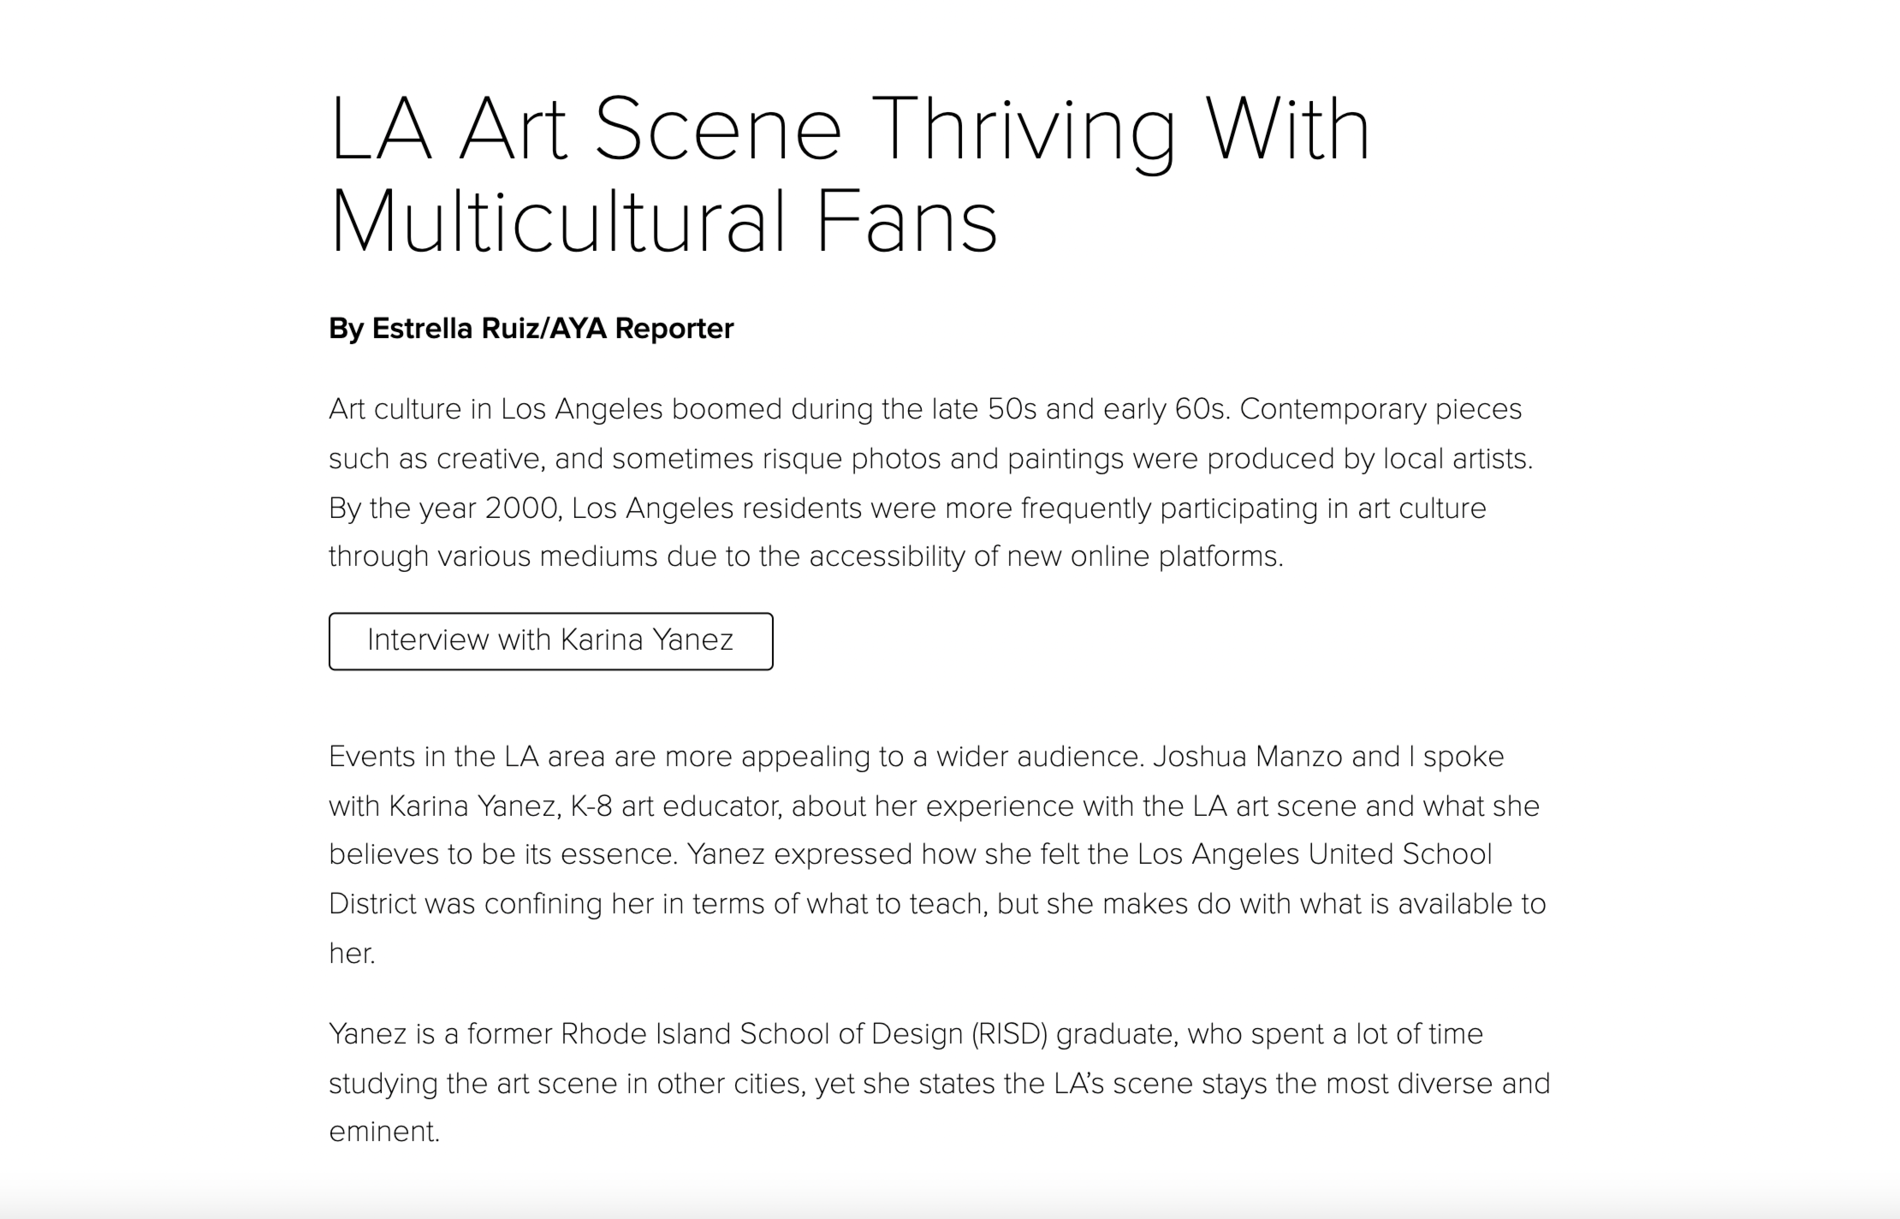 LA Art Scene Thriving With
Multicultural Fans
By Estrella Ruiz/AYA Reporter
Art culture in Los Angeles boomed during the late 50s and early 60s. Contemporary pieces
such as creative, and sometimes risque photos and paintings were produced by local artists.
By the year 2000, Los Angeles residents were more frequently participating in art culture
through various mediums due to the accessibility of new online platforms.
Interview with Karina Yanez
Events in the LA area are more appealing to a wider audience. Joshua Manzo and I spoke
with Karina Yanez, K-8 art educator, about her experience with the LA art scene and what she
believes to be its essence. Yanez expressed how she felt the Los Angeles United School
District was confining her in terms of what to teach, but she makes do with what is available to
her.
Yanez is a former Rhode Island School of Design (RISD) graduate, who spent a lot of time
studying the art scene in other cities, yet she states the LA’s scene stays the most diverse and
eminent.